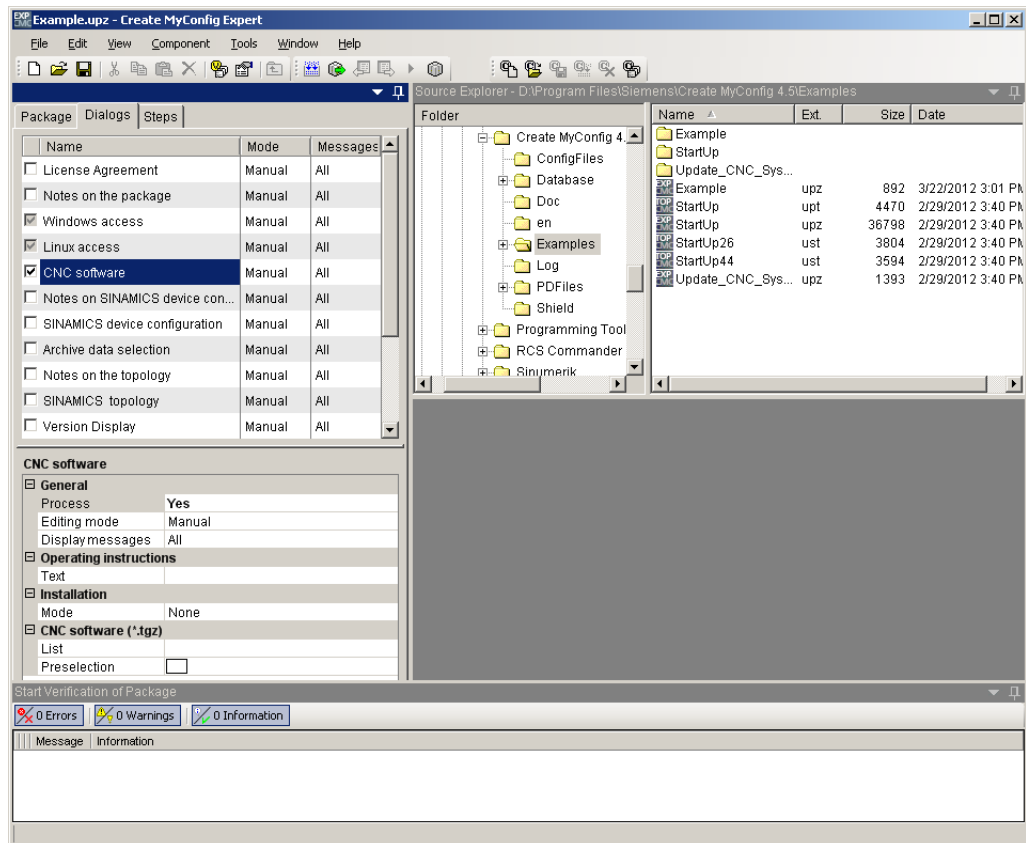 Example.upz - Create MyConfig Expert
File Edit View Component Tools Window Help
Source Explorer - D:\Program Files\Siemens\Create MyConfig 4.5\Examples
Package Dialogs Steps
Name Mode Messages
License Agreement Manual All
Notes on the package Manual All
Windows access Manual All
Linux access Manual All
CNC software Manual All
Notes on SINAMICS device con... Manual All
SINAMICS device configuration Manual All
Archive data selection Manual All
Notes on the topology Manual All
SINAMICS topology Manual All
Version Display Manual All
Folder
Create MyConfig 4.
ConfigFiles
Database
Doc
en
Examples
Log
PDFiles
Shield
Programming Tool
RCS Commander
Sinumerik
Name Ext. Size Date
Example
StartUp
Update_CNC_Sys...
Example upz 892 3/22/2012 3:01 PM
StartUp upt 4470 2/29/2012 3:40 PM
StartUp upz 36798 2/29/2012 3:40 PM
StartUp26 ust 3804 2/29/2012 3:40 PM
StartUp44 ust 3594 2/29/2012 3:40 PM
Update_CNC_Sys... upz 1393 2/29/2012 3:40 PM
CNC software
General
Process Yes
Editing mode Manual
Display messages All
Operating instructions
Text
Installation
Mode None
CNC software (*.tgz)
List
Preselection
Start Verification of Package
0 Errors 0 Warnings 0 Information
Message Information